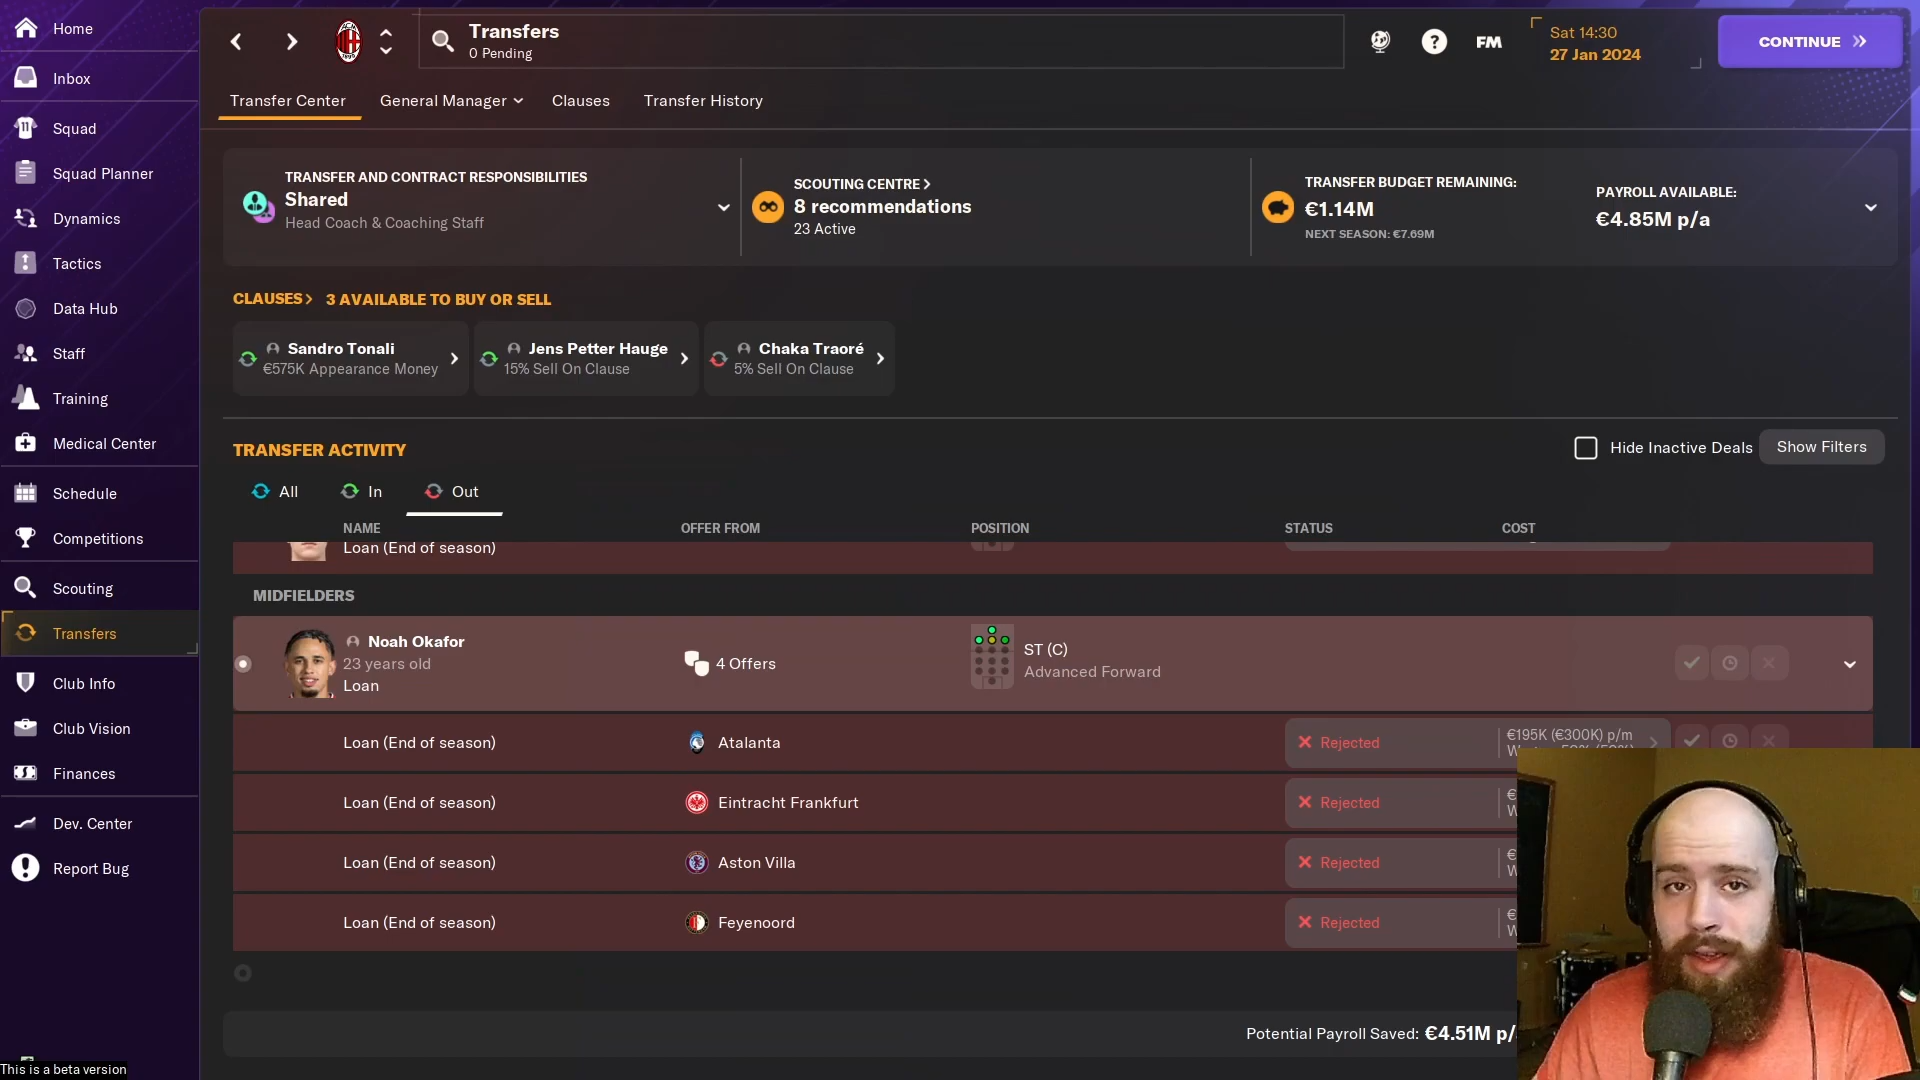 Home
Inbox
Squad
Squad Planner
Dynamics
Tactics
Data Hub
Staff
Training
Medical Center
Schedule
Competitions
Scouting
Transfers
Club Info
Club Vision
Finances
Dev. Center
Report Bug
This is a beta version
Transfers
0 Pending
FM
Sat 14:30
27 Jan 2024
CONTINUE
Transfer Center
General Manager
Clauses
Transfer History
TRANSFER AND CONTRACT RESPONSIBILITIES
Shared
Head Coach & Coaching Staff
SCOUTING CENTRE
8 recommendations
23 Active
TRANSFER BUDGET REMAINING:
€1.14M
NEXT SEASON: €7.69M
PAYROLL AVAILABLE:
€4.85M p/a
CLAUSES
3 AVAILABLE TO BUY OR SELL
Sandro Tonali
€575K Appearance Money
Jens Petter Hauge
15% Sell On Clause
Chaka Traoré
5% Sell On Clause
TRANSFER ACTIVITY
Hide Inactive Deals
Show Filters
All
In
Out
NAME
OFFER FROM
POSITION
STATUS
COST
Loan (End of season)
MIDFIELDERS
Noah Okafor
23 years old
Loan
4 Offers
ST (C)
Advanced Forward
Loan (End of season)
Atalanta
Rejected
€195K (€300K) p/m
Loan (End of season)
Eintracht Frankfurt
Rejected
Loan (End of season)
Aston Villa
Rejected
Loan (End of season)
Feyenoord
Rejected
Potential Payroll Saved: €4.51M p/